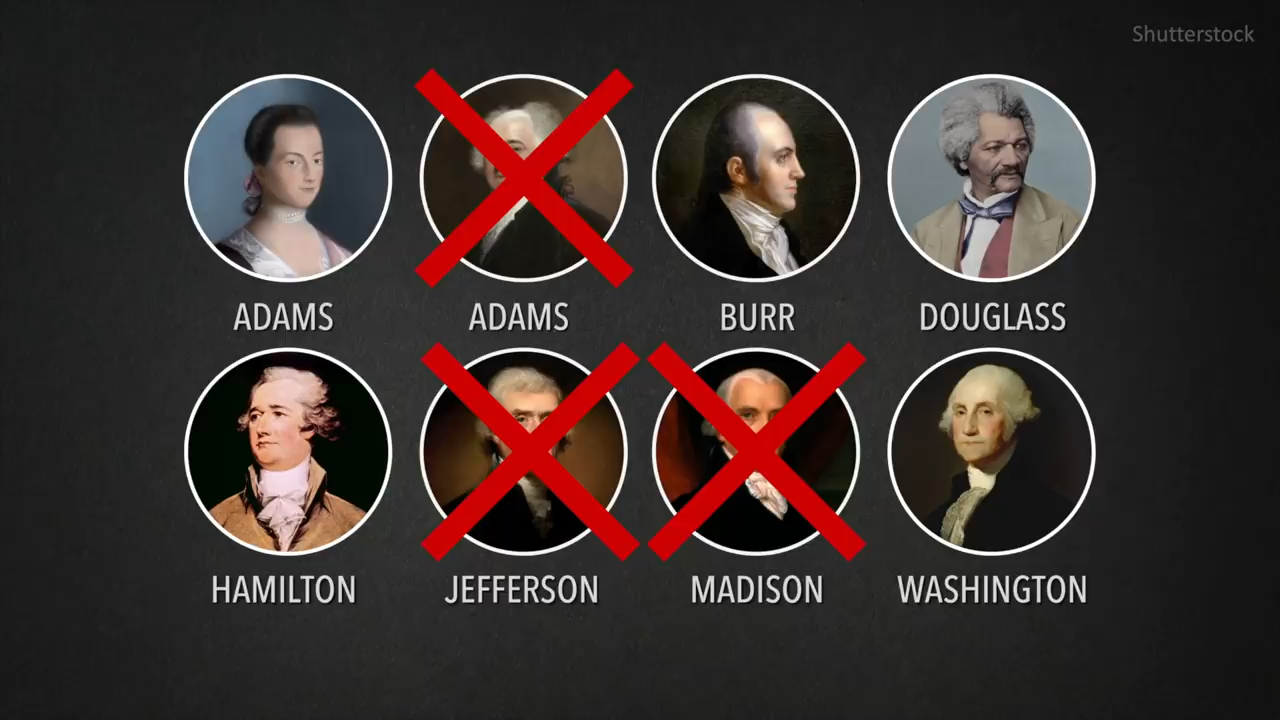 Shutterstock
ADAMS
ADAMS
BURR
DOUGLASS
HAMILTON
JEFFERSON
MADISON
WASHINGTON